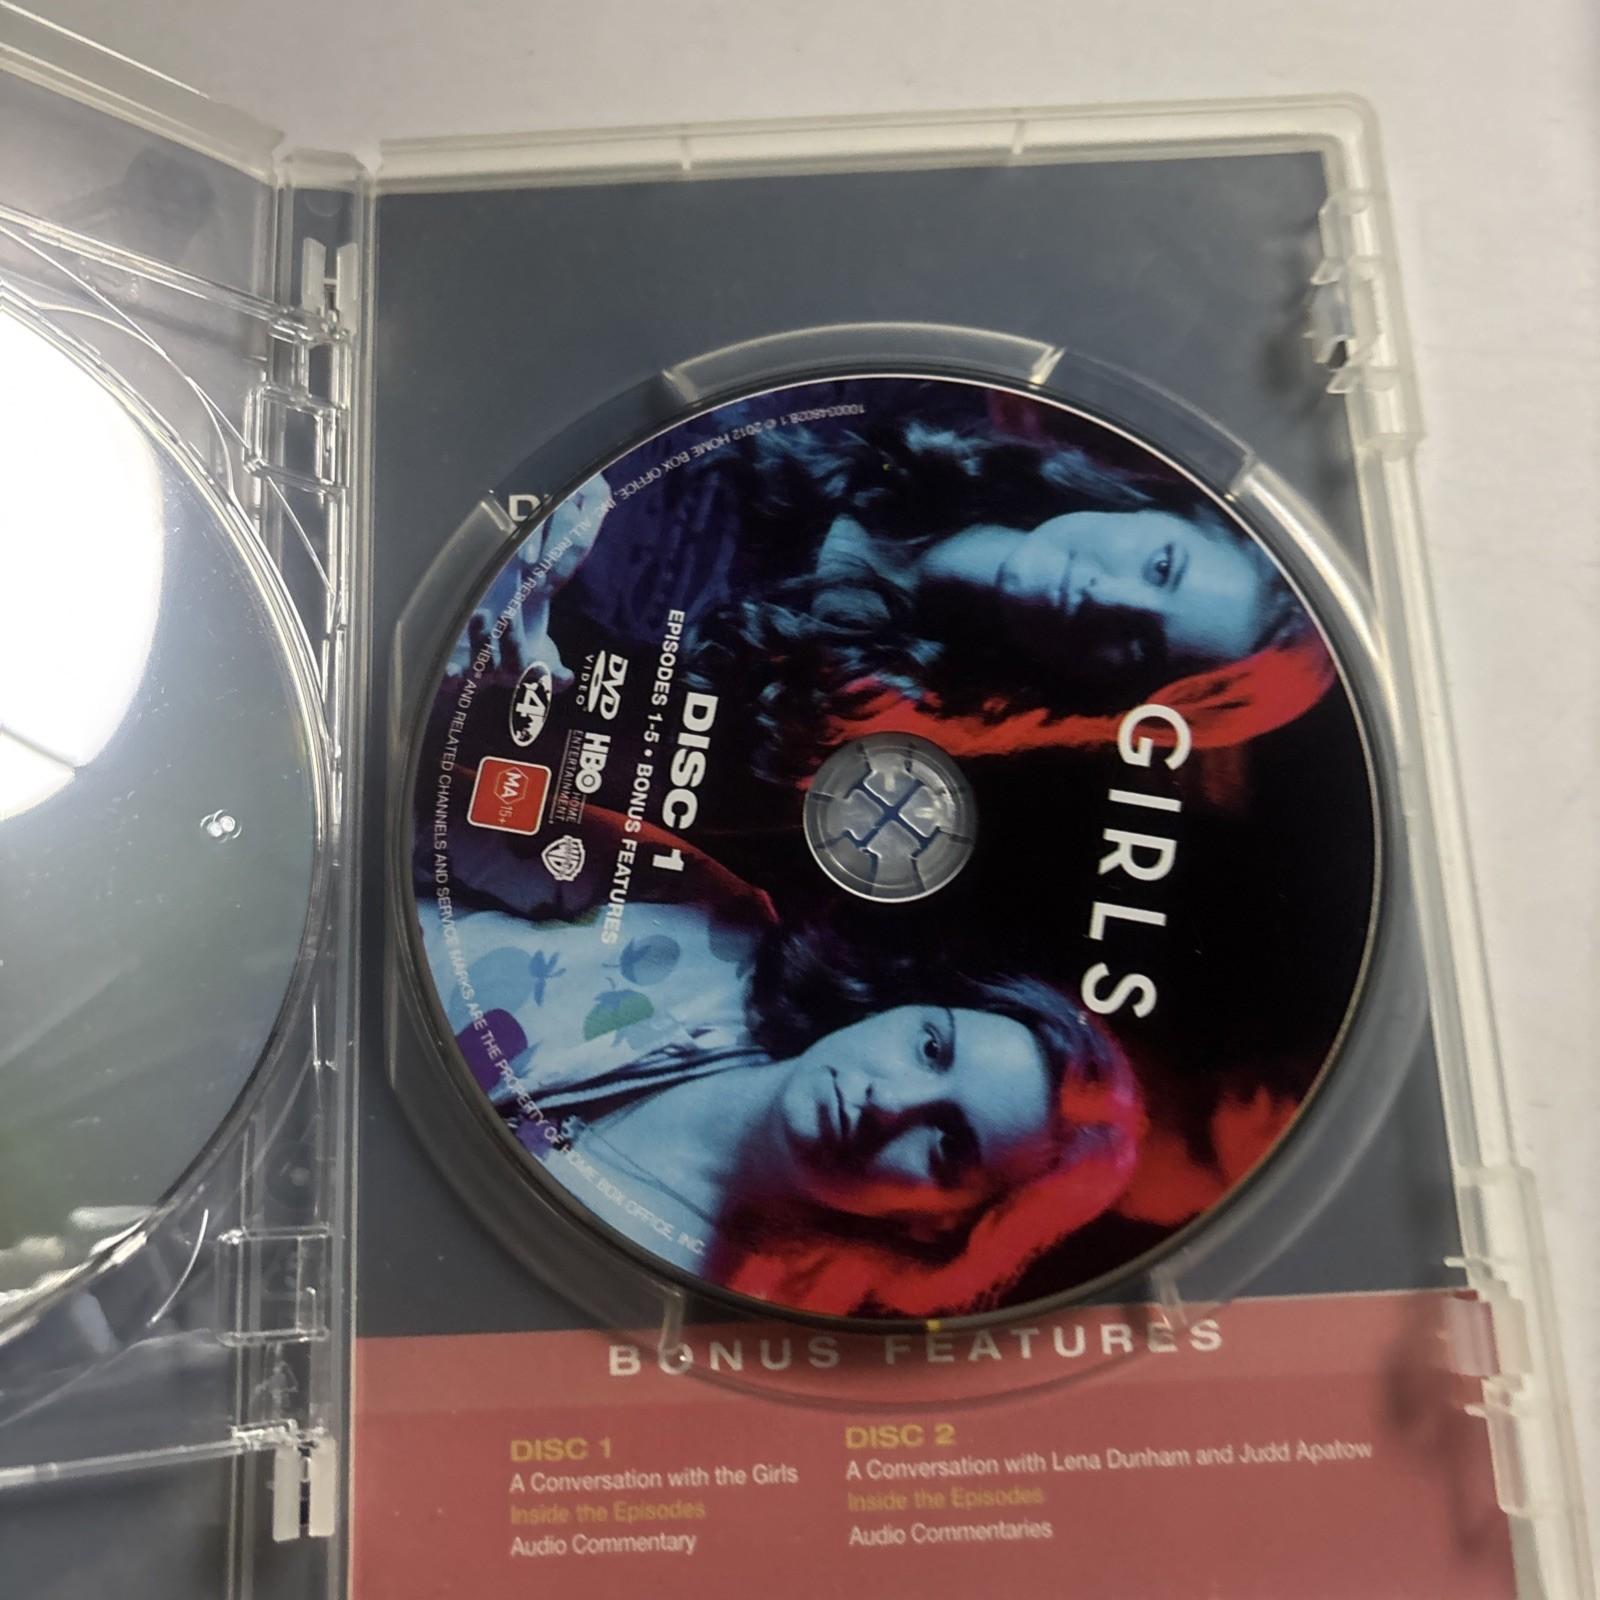 GIRLS
DISC 1
EPISODES 1-5 • BONUS FEATURES
DVD
VIDEO
HBO
HOME
ENTERTAINMENT
4
MA 15+
1000348028 1 © 2012 HOME BOX OFFICE, INC. ALL RIGHTS RESERVED. HBO® AND RELATED CHANNELS AND SERVICE MARKS ARE THE PROPERTY OF HOME BOX OFFICE, INC.
BONUS FEATURES
DISC 1
A Conversation with the Girls
Inside the Episodes
Audio Commentary
DISC 2
A Conversation with Lena Dunham and Judd Apatow
Inside the Episodes
Audio Commentaries